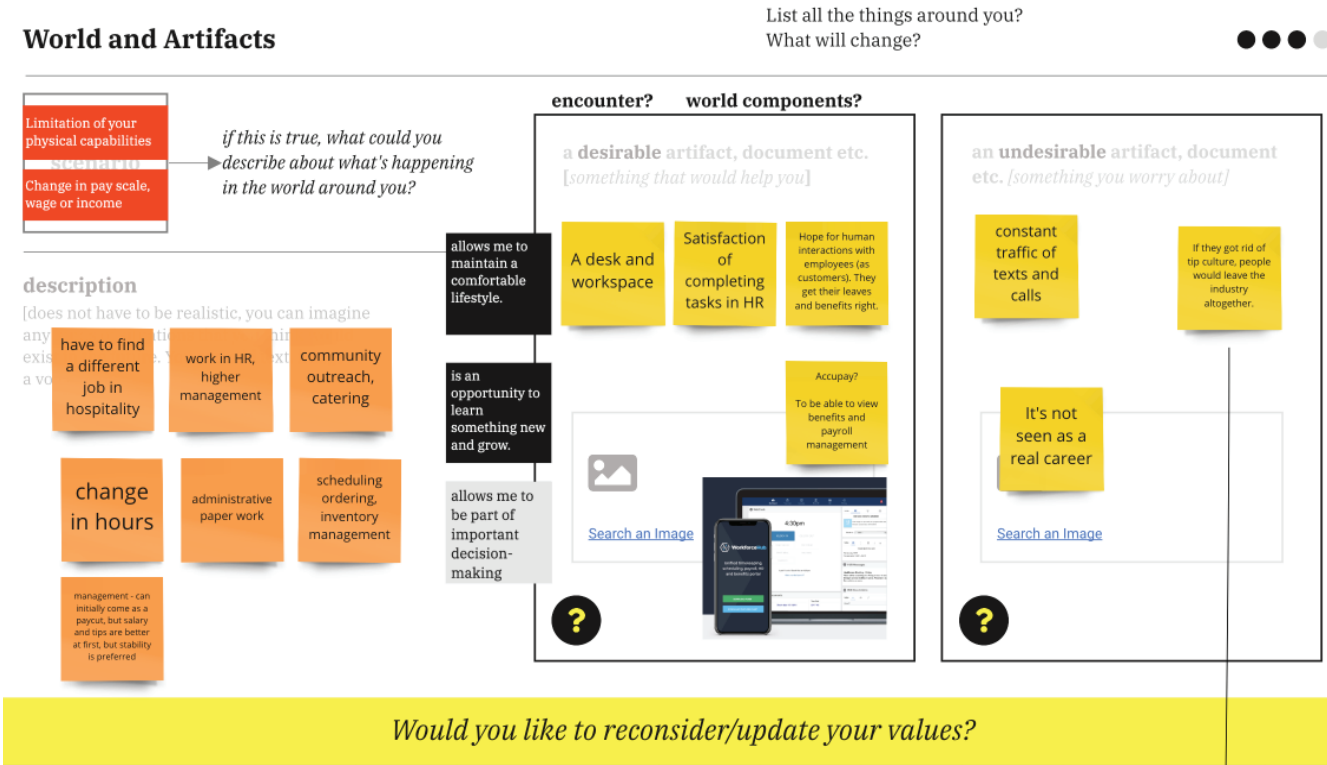 World and Artifacts
List all the things around you?
What will change?
Limitation of your
physical capabilities
scenario
Change in pay scale,
wage or income
if this is true, what could you
describe about what's happening
in the world around you?
description
[does not have to be realistic, you can imagine
any
exis
a vo
have to find
a different
job in
hospitality
work in HR,
higher
management
community
outreach,
catering
change
in hours
administrative
paper work
scheduling
ordering,
inventory
management
management - can
initially come as a
paycut, but salary
and tips are better
at first, but stability
is preferred
allows me to
maintain a
comfortable
lifestyle.
is an
opportunity to
learn
something new
and grow.
allows me to
be part of
important
decision-
making
encounter? world components?
a desirable artifact, document etc.
[something that would help you]
A desk and
workspace
Satisfaction
of
completing
tasks in HR
Hope for human
interactions with
employees (as
customers). They
get their leaves
and benefits right.
Accupay?
To be able to view
benefits and
payroll
management
Search an Image
4:30pm
WorkforceHub
?
an undesirable artifact, document
etc. [something you worry about]
constant
traffic of
texts and
calls
If they got rid of
tip culture, people
would leave the
industry
altogether.
It's not
seen as a
real career
Search an Image
?
Would you like to reconsider/update your values?